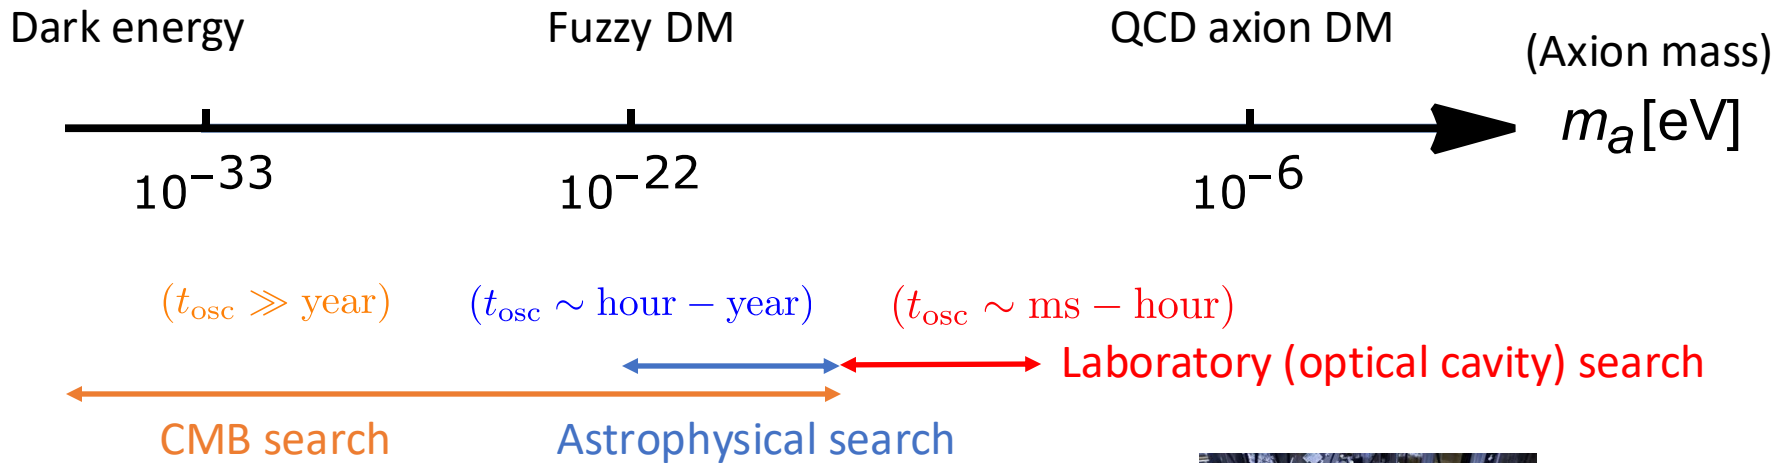 Dark energy Fuzzy DM QCD axion DM
(Axion mass)
mₐ[eV]
10⁻³³ 10⁻²² 10⁻⁶
(t_osc ≫ year) (t_osc ∼ hour − year) (t_osc ∼ ms − hour)
Laboratory (optical cavity) search
CMB search Astrophysical search